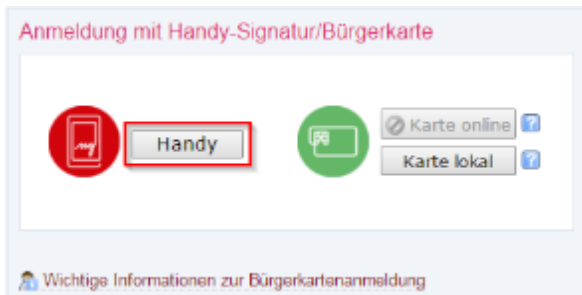 Anmeldung mit Handy-Signatur/Bürgerkarte
Handy
Karte online
Karte lokal
Wichtige Informationen zur Bürgerkartenanmeldung